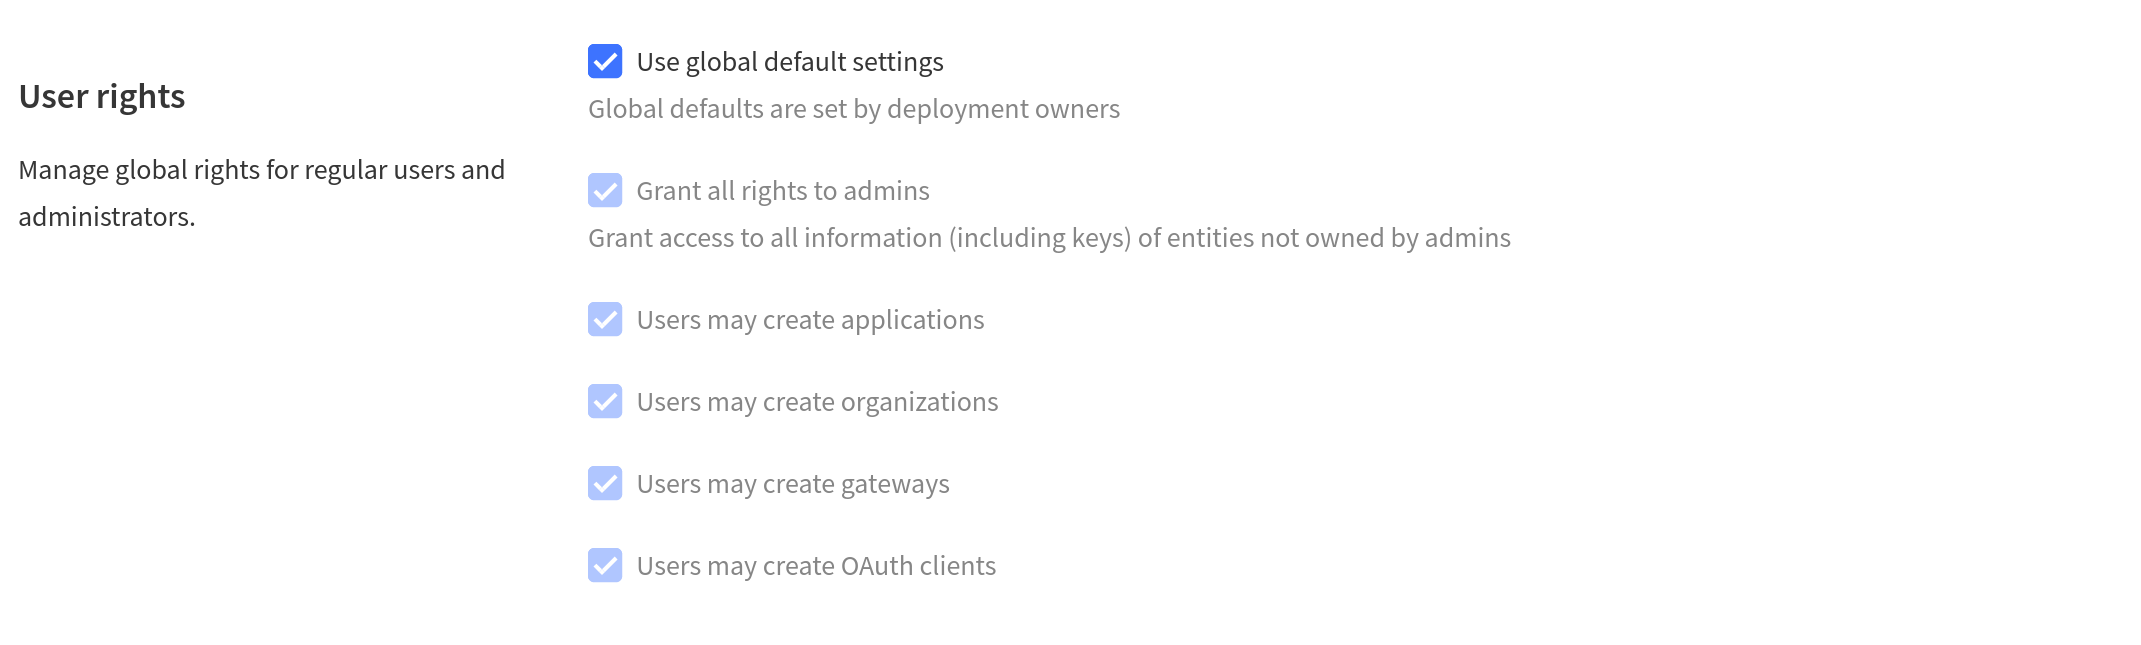 User rights
Manage global rights for regular users and
administrators.
Use global default settings
Global defaults are set by deployment owners
Grant all rights to admins
Grant access to all information (including keys) of entities not owned by admins
Users may create applications
Users may create organizations
Users may create gateways
Users may create OAuth clients